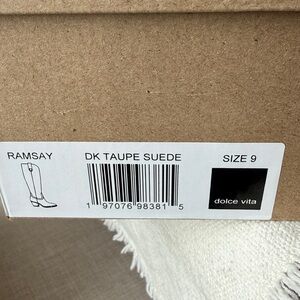 RAMSAY DK TAUPE SUEDE SIZE 9
1 97076 98381 5
dolce vita